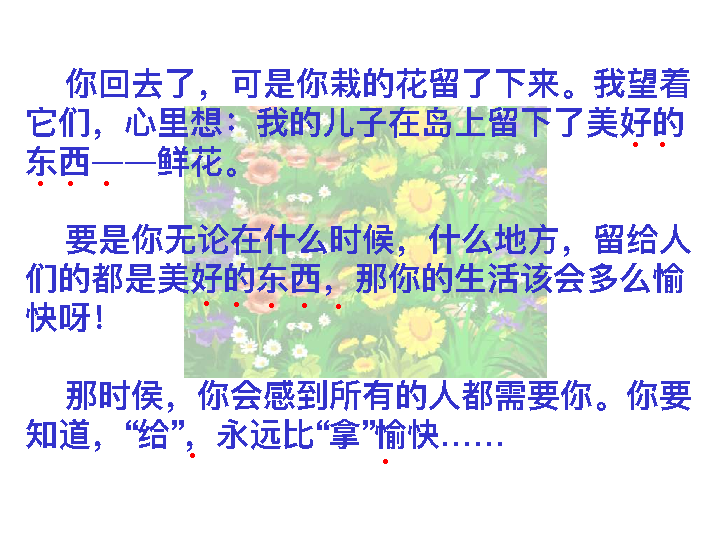 你回去了，可是你栽的花留了下来。我望着
它们，心里想：我的儿子在岛上留下了美好的
东西——鲜花。
要是你无论在什么时候，什么地方，留给人
们的都是美好的东西，那你的生活该会多么愉
快呀！
那时侯，你会感到所有的人都需要你。你要
知道，“给”，永远比“拿”愉快……